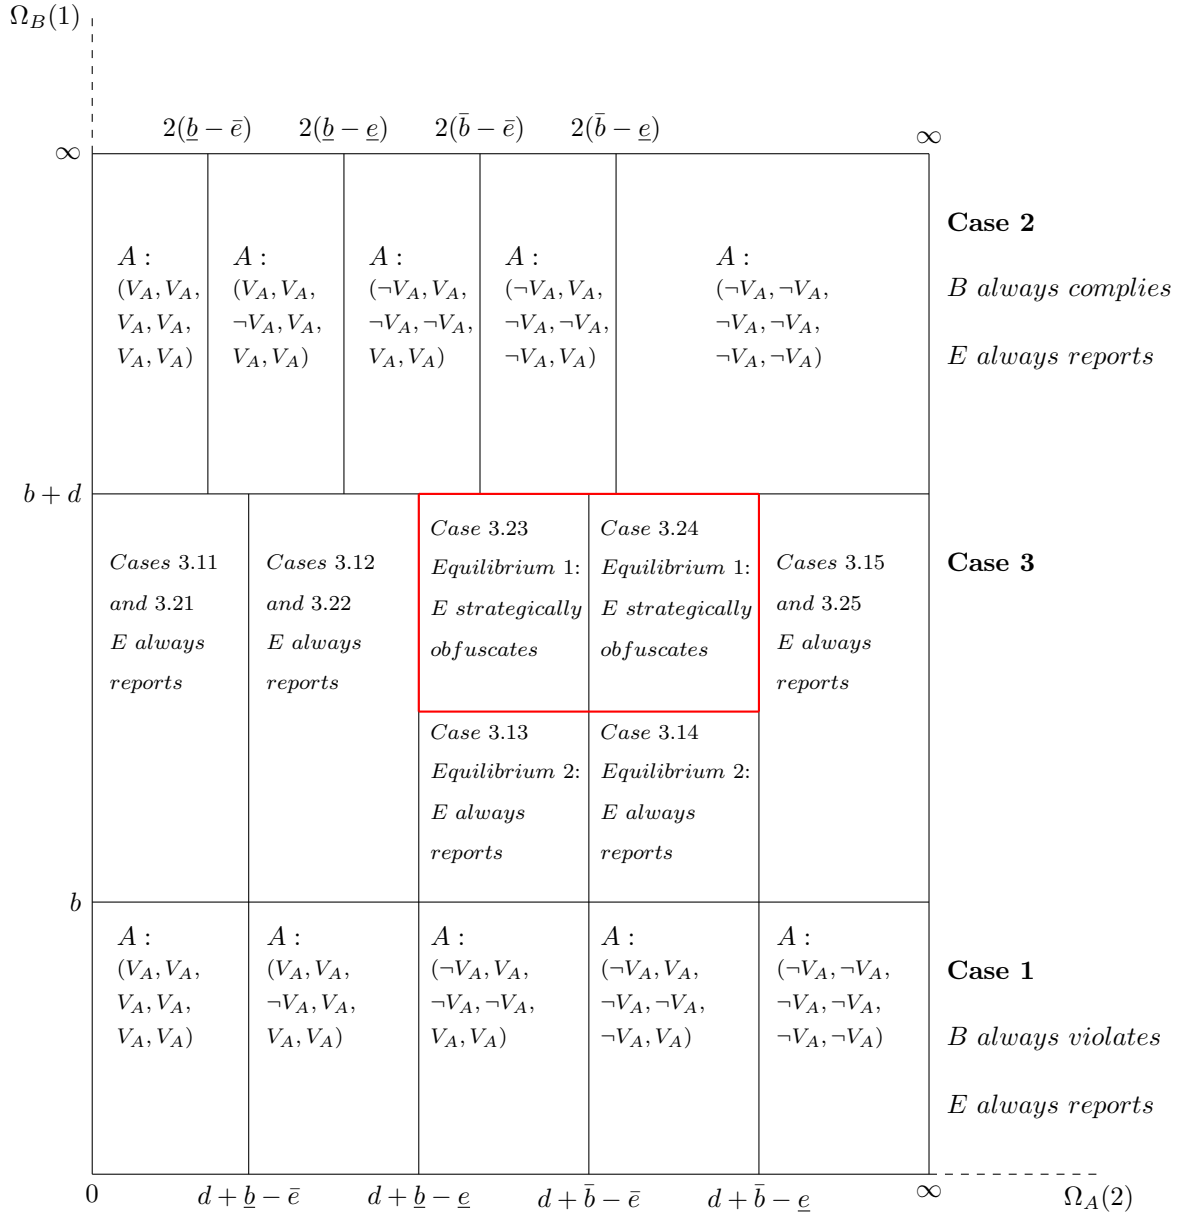 Ω_B(1)
2(b̲ − ē) 2(b̲ − e̲) 2(b̄ − ē) 2(b̄ − e̲)
∞ ∞
Case 2
A : A : A : A : A :
(V_A, V_A, (V_A, V_A, (¬V_A, V_A, (¬V_A, V_A, (¬V_A, ¬V_A, B always complies
V_A, V_A, ¬V_A, V_A, ¬V_A, ¬V_A, ¬V_A, ¬V_A, ¬V_A, ¬V_A,
V_A, V_A) V_A, V_A) V_A, V_A) ¬V_A, V_A) ¬V_A, ¬V_A) E always reports
b + d
Cases 3.11
and 3.21
E always
reports
Cases 3.12
and 3.22
E always
reports
Case 3.23
Equilibrium 1:
E strategically
obfuscates
Case 3.24
Equilibrium 1:
E strategically
obfuscates
Cases 3.15
and 3.25
E always
reports
Case 3
Case 3.13
Equilibrium 2:
E always
reports
Case 3.14
Equilibrium 2:
E always
reports
b
A : A : A : A : A :
(V_A, V_A, (V_A, V_A, (¬V_A, V_A, (¬V_A, V_A, (¬V_A, ¬V_A, Case 1
V_A, V_A, ¬V_A, V_A, ¬V_A, ¬V_A, ¬V_A, ¬V_A, ¬V_A, ¬V_A,
V_A, V_A) V_A, V_A) V_A, V_A) ¬V_A, V_A) ¬V_A, ¬V_A) B always violates
E always reports
0 d + b̲ − ē d + b̲ − e̲ d + b̄ − ē d + b̄ − e̲ ∞ Ω_A(2)